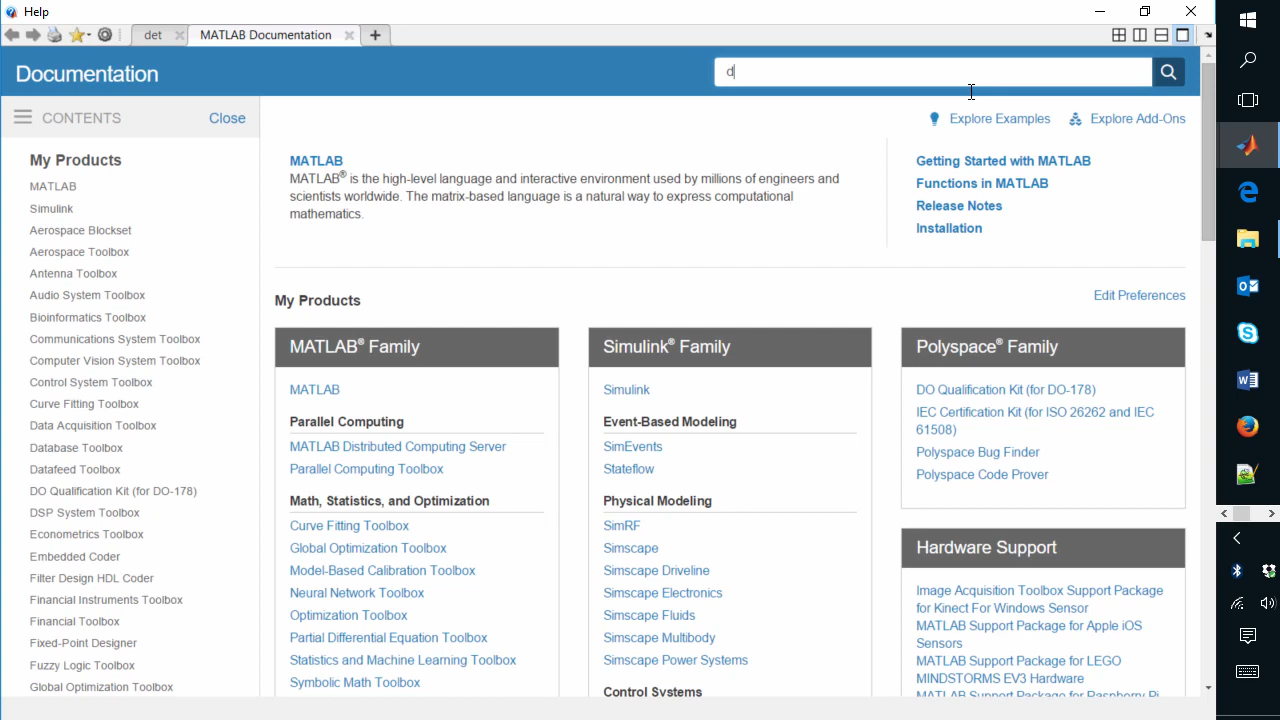 Help
det
MATLAB Documentation
Documentation
d
CONTENTS
Close
Explore Examples
Explore Add-Ons
My Products
MATLAB
Simulink
Aerospace Blockset
Aerospace Toolbox
Antenna Toolbox
Audio System Toolbox
Bioinformatics Toolbox
Communications System Toolbox
Computer Vision System Toolbox
Control System Toolbox
Curve Fitting Toolbox
Data Acquisition Toolbox
Database Toolbox
Datafeed Toolbox
DO Qualification Kit (for DO-178)
DSP System Toolbox
Econometrics Toolbox
Embedded Coder
Filter Design HDL Coder
Financial Instruments Toolbox
Financial Toolbox
Fixed-Point Designer
Fuzzy Logic Toolbox
Global Optimization Toolbox
MATLAB
MATLAB® is the high-level language and interactive environment used by millions of engineers and
scientists worldwide. The matrix-based language is a natural way to express computational
mathematics.
Getting Started with MATLAB
Functions in MATLAB
Release Notes
Installation
My Products
Edit Preferences
MATLAB® Family
MATLAB
Parallel Computing
MATLAB Distributed Computing Server
Parallel Computing Toolbox
Math, Statistics, and Optimization
Curve Fitting Toolbox
Global Optimization Toolbox
Model-Based Calibration Toolbox
Neural Network Toolbox
Optimization Toolbox
Partial Differential Equation Toolbox
Statistics and Machine Learning Toolbox
Symbolic Math Toolbox
Simulink® Family
Simulink
Event-Based Modeling
SimEvents
Stateflow
Physical Modeling
SimRF
Simscape
Simscape Driveline
Simscape Electronics
Simscape Fluids
Simscape Multibody
Simscape Power Systems
Control Systems
Polyspace® Family
DO Qualification Kit (for DO-178)
IEC Certification Kit (for ISO 26262 and IEC
61508)
Polyspace Bug Finder
Polyspace Code Prover
Hardware Support
Image Acquisition Toolbox Support Package
for Kinect For Windows Sensor
MATLAB Support Package for Apple iOS
Sensors
MATLAB Support Package for LEGO
MINDSTORMS EV3 Hardware
MATLAB Support Package for Raspberry Pi